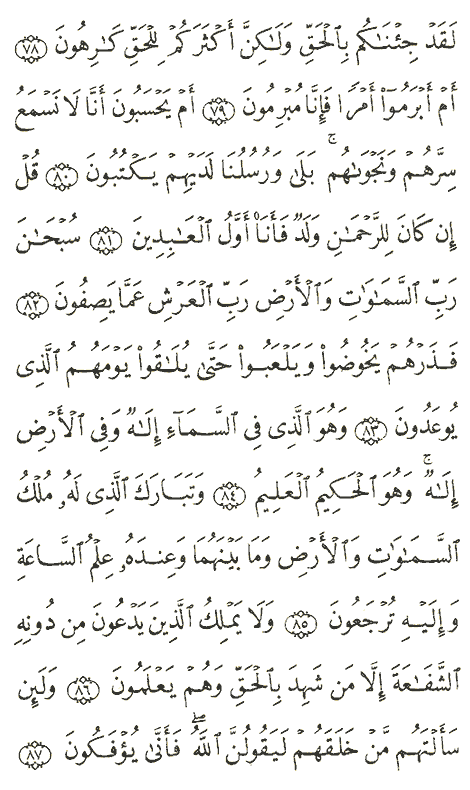 لَقَدْ جِئْنَـٰكُم بِٱلْحَقِّ وَلَـٰكِنَّ أَكْثَرَكُمْ لِلْحَقِّ كَـٰرِهُونَ ٧٨
أَمْ أَبْرَمُوٓا۟ أَمْرًا فَإِنَّا مُبْرِمُونَ ٧٩ أَمْ يَحْسَبُونَ أَنَّا لَا نَسْمَعُ
سِرَّهُمْ وَنَجْوَىٰهُم ۚ بَلَىٰ وَرُسُلُنَا لَدَيْهِمْ يَكْتُبُونَ ٨٠ قُلْ
إِن كَانَ لِلرَّحْمَـٰنِ وَلَدٌ فَأَنَا۠ أَوَّلُ ٱلْعَـٰبِدِينَ ٨١ سُبْحَـٰنَ
رَبِّ ٱلسَّمَـٰوَٰتِ وَٱلْأَرْضِ رَبِّ ٱلْعَرْشِ عَمَّا يَصِفُونَ ٨٢
فَذَرْهُمْ يَخُوضُوا۟ وَيَلْعَبُوا۟ حَتَّىٰ يُلَـٰقُوا۟ يَوْمَهُمُ ٱلَّذِى
يُوعَدُونَ ٨٣ وَهُوَ ٱلَّذِى فِى ٱلسَّمَآءِ إِلَـٰهٌ وَفِى ٱلْأَرْضِ
إِلَـٰهٌ ۚ وَهُوَ ٱلْحَكِيمُ ٱلْعَلِيمُ ٨٤ وَتَبَارَكَ ٱلَّذِى لَهُۥ مُلْكُ
ٱلسَّمَـٰوَٰتِ وَٱلْأَرْضِ وَمَا بَيْنَهُمَا وَعِندَهُۥ عِلْمُ ٱلسَّاعَةِ
وَإِلَيْهِ تُرْجَعُونَ ٨٥ وَلَا يَمْلِكُ ٱلَّذِينَ يَدْعُونَ مِن دُونِهِ
ٱلشَّفَـٰعَةَ إِلَّا مَن شَهِدَ بِٱلْحَقِّ وَهُمْ يَعْلَمُونَ ٨٦ وَلَئِن
سَأَلْتَهُم مَّنْ خَلَقَهُمْ لَيَقُولُنَّ ٱللَّهُ ۖ فَأَنَّىٰ يُؤْفَكُونَ ٨٧